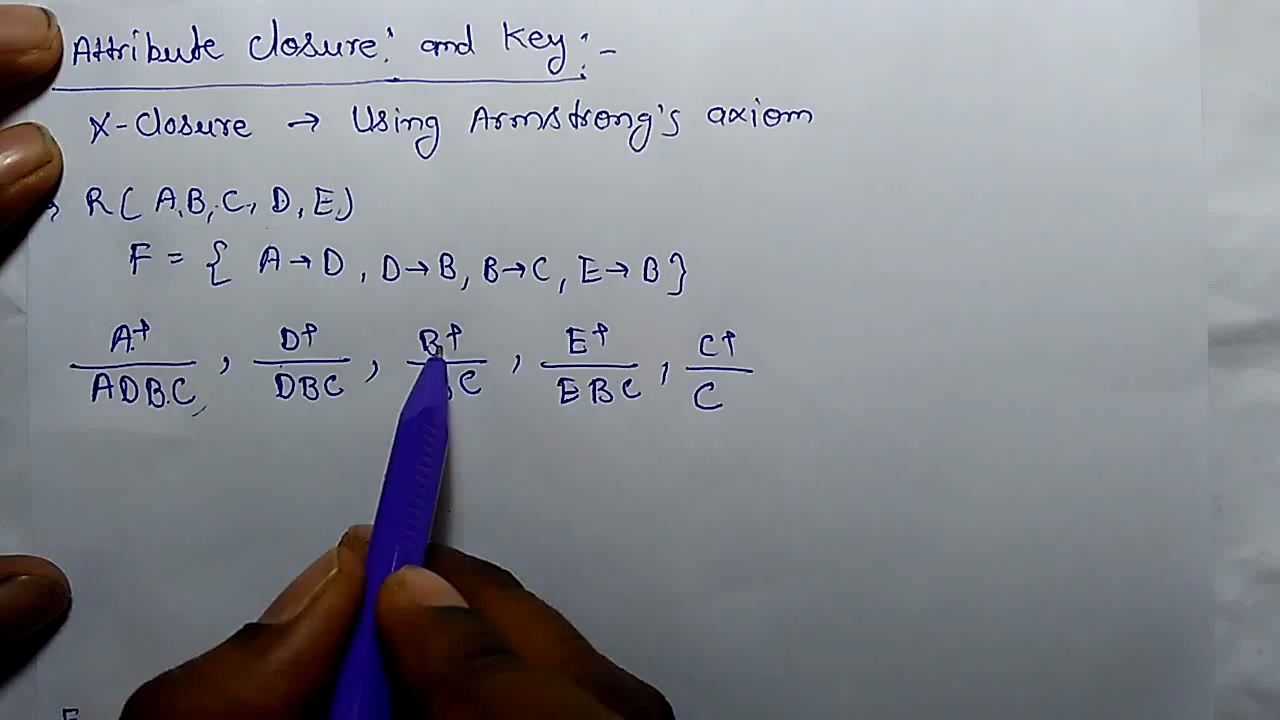 Attribute closure: and Key:-
X-closure → Using Armstrong's axiom
→ R(A,B,C,D,E)
F = { A→D, D→B, B→C, E→B}
A+, D+, B+, E+, C+
ADBC, DBC, C, EBC, C